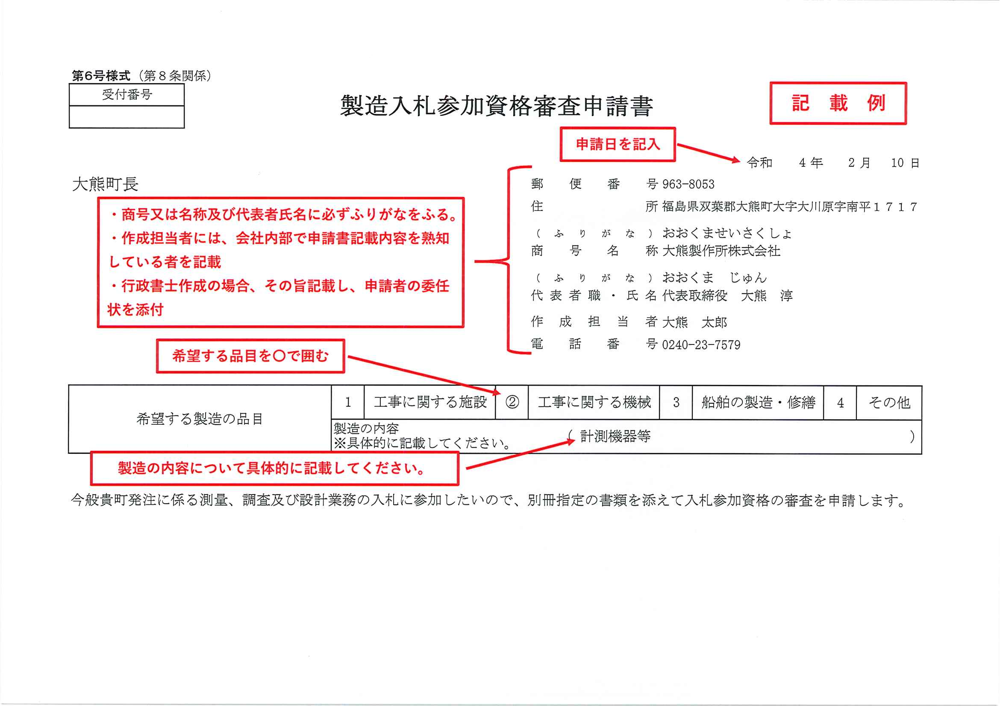 第6号様式（第８条関係）
受付番号
製造入札参加資格審査申請書
記　載　例
申請日を記入
令和　4 年　2 月　10 日
大熊町長
郵便番号 963−8053
住所 福島県双葉郡大熊町大字大川原字南平１７１７
（ふりがな） おおくませいさくしょ
商号名称 大熊製作所株式会社
（ふりがな） おおくま　じゅん
代表者職・氏名 代表取締役　大熊　淳
作成担当者 大熊　太郎
電話番号 0240−23−7579
・商号又は名称及び代表者氏名に必ずふりがなをふる。
・作成担当者には、会社内部で申請書記載内容を熟知
している者を記載
・行政書士作成の場合、その旨記載し、申請者の委任
状を添付
希望する品目を〇で囲む
希望する製造の品目
1 工事に関する施設 ② 工事に関する機械 3 船舶の製造・修繕 4 その他
製造の内容
※具体的に記載してください。
（ 計測機器等 ）
製造の内容について具体的に記載してください。
今般貴町発注に係る測量、調査及び設計業務の入札に参加したいので、別冊指定の書類を添えて入札参加資格の審査を申請します。